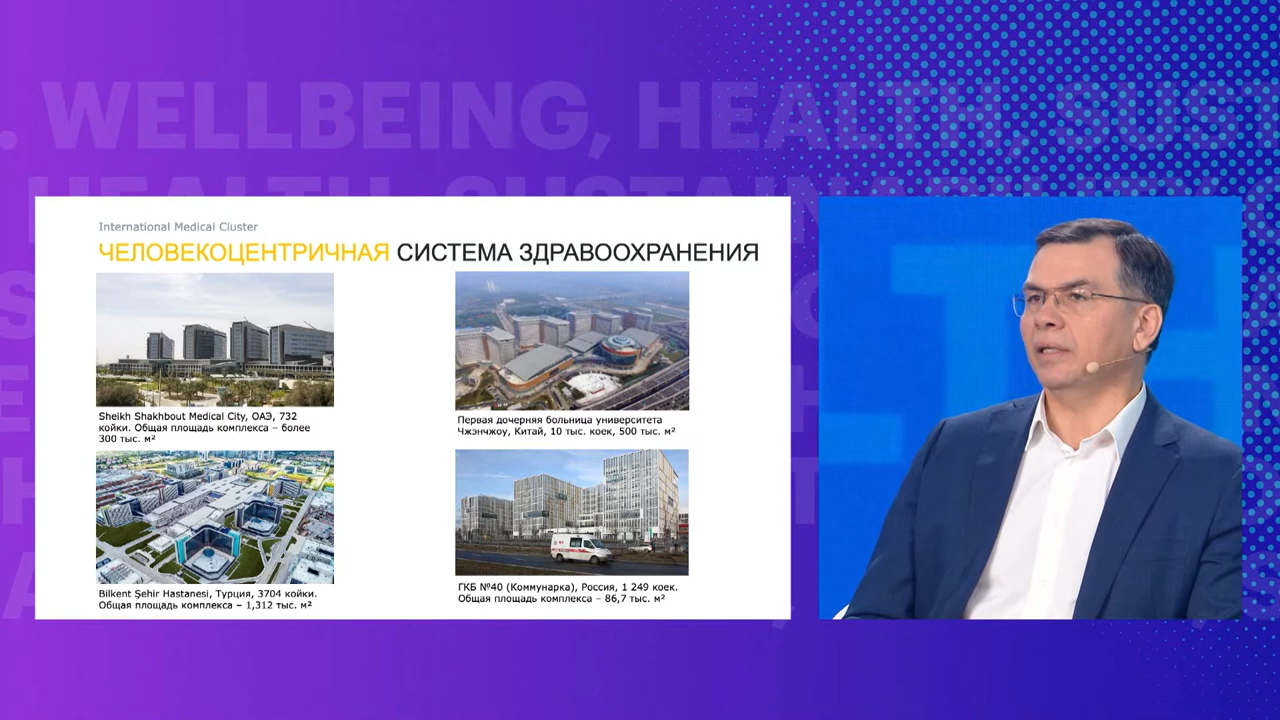 . WELLBEING, HEALTH, SUST
HEALTH, SUSTAINABILITY
International Medical Cluster
ЧЕЛОВЕКОЦЕНТРИЧНАЯ СИСТЕМА ЗДРАВООХРАНЕНИЯ
Sheikh Shakhbout Medical City, ОАЭ, 732
койки. Общая площадь комплекса – более
300 тыс. м²
Первая дочерняя больница университета
Чжэнчжоу, Китай, 10 тыс. коек, 500 тыс. м²
Bilkent Şehir Hastanesi, Турция, 3704 койки.
Общая площадь комплекса – 1,312 тыс. м²
ГКБ №40 (Коммунарка), Россия, 1 249 коек.
Общая площадь комплекса – 86,7 тыс. м²